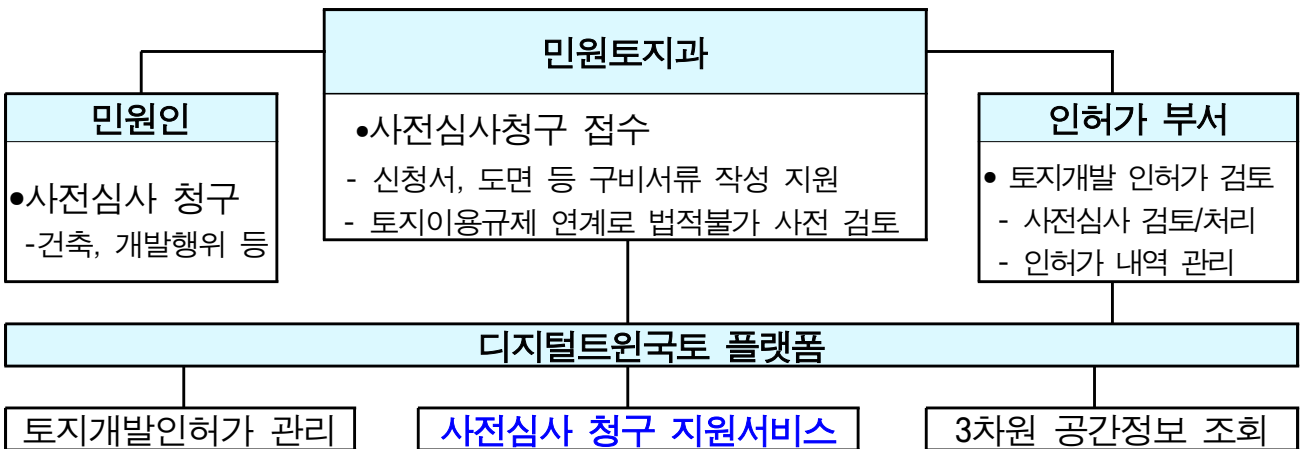 민원토지과
•사전심사청구 접수
- 신청서, 도면 등 구비서류 작성 지원
- 토지이용규제 연계로 법적불가 사전 검토
민원인
•사전심사 청구
-건축, 개발행위 등
인허가 부서
• 토지개발 인허가 검토
- 사전심사 검토/처리
- 인허가 내역 관리
디지털트윈국토 플랫폼
토지개발인허가 관리
사전심사 청구 지원서비스
3차원 공간정보 조회